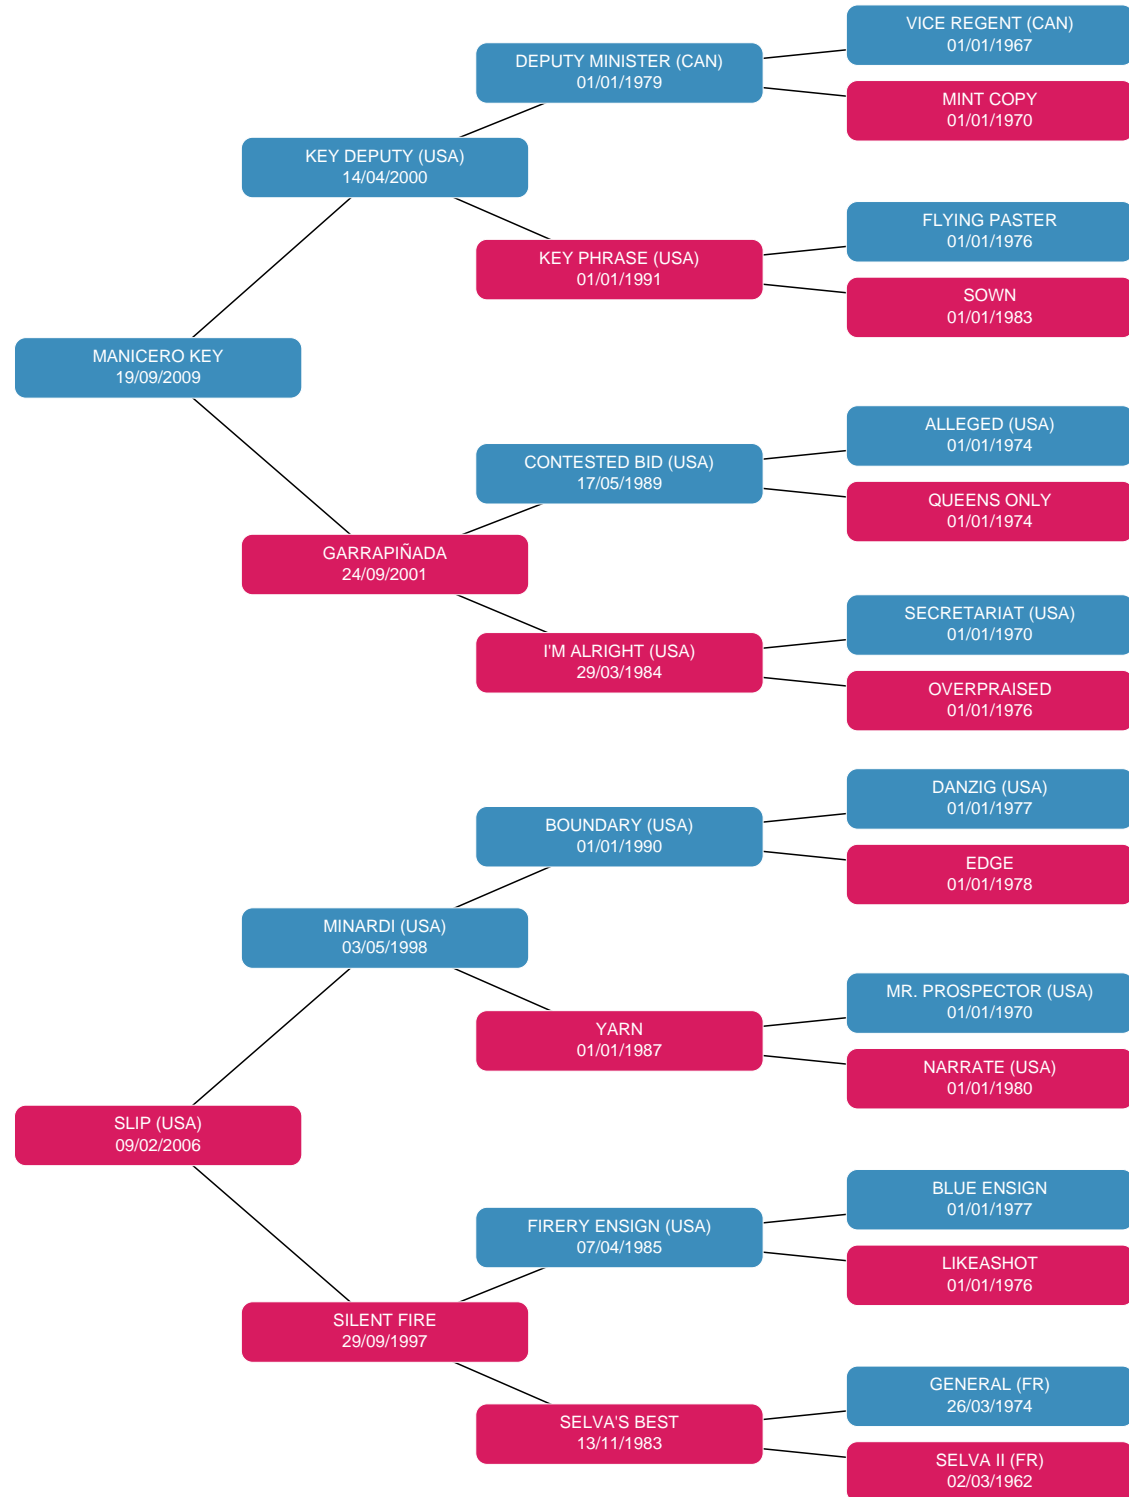 VICE REGENT (CAN)
01/01/1967
DEPUTY MINISTER (CAN)
01/01/1979
MINT COPY
01/01/1970
KEY DEPUTY (USA)
14/04/2000
FLYING PASTER
01/01/1976
KEY PHRASE (USA)
01/01/1991
SOWN
01/01/1983
MANICERO KEY
19/09/2009
ALLEGED (USA)
01/01/1974
CONTESTED BID (USA)
17/05/1989
QUEENS ONLY
01/01/1974
GARRAPIÑADA
24/09/2001
SECRETARIAT (USA)
01/01/1970
I'M ALRIGHT (USA)
29/03/1984
OVERPRAISED
01/01/1976
DANZIG (USA)
01/01/1977
BOUNDARY (USA)
01/01/1990
EDGE
01/01/1978
MINARDI (USA)
03/05/1998
MR. PROSPECTOR (USA)
01/01/1970
YARN
01/01/1987
NARRATE (USA)
01/01/1980
SLIP (USA)
09/02/2006
BLUE ENSIGN
01/01/1977
FIRERY ENSIGN (USA)
07/04/1985
LIKEASHOT
01/01/1976
SILENT FIRE
29/09/1997
GENERAL (FR)
26/03/1974
SELVA'S BEST
13/11/1983
SELVA II (FR)
02/03/1962